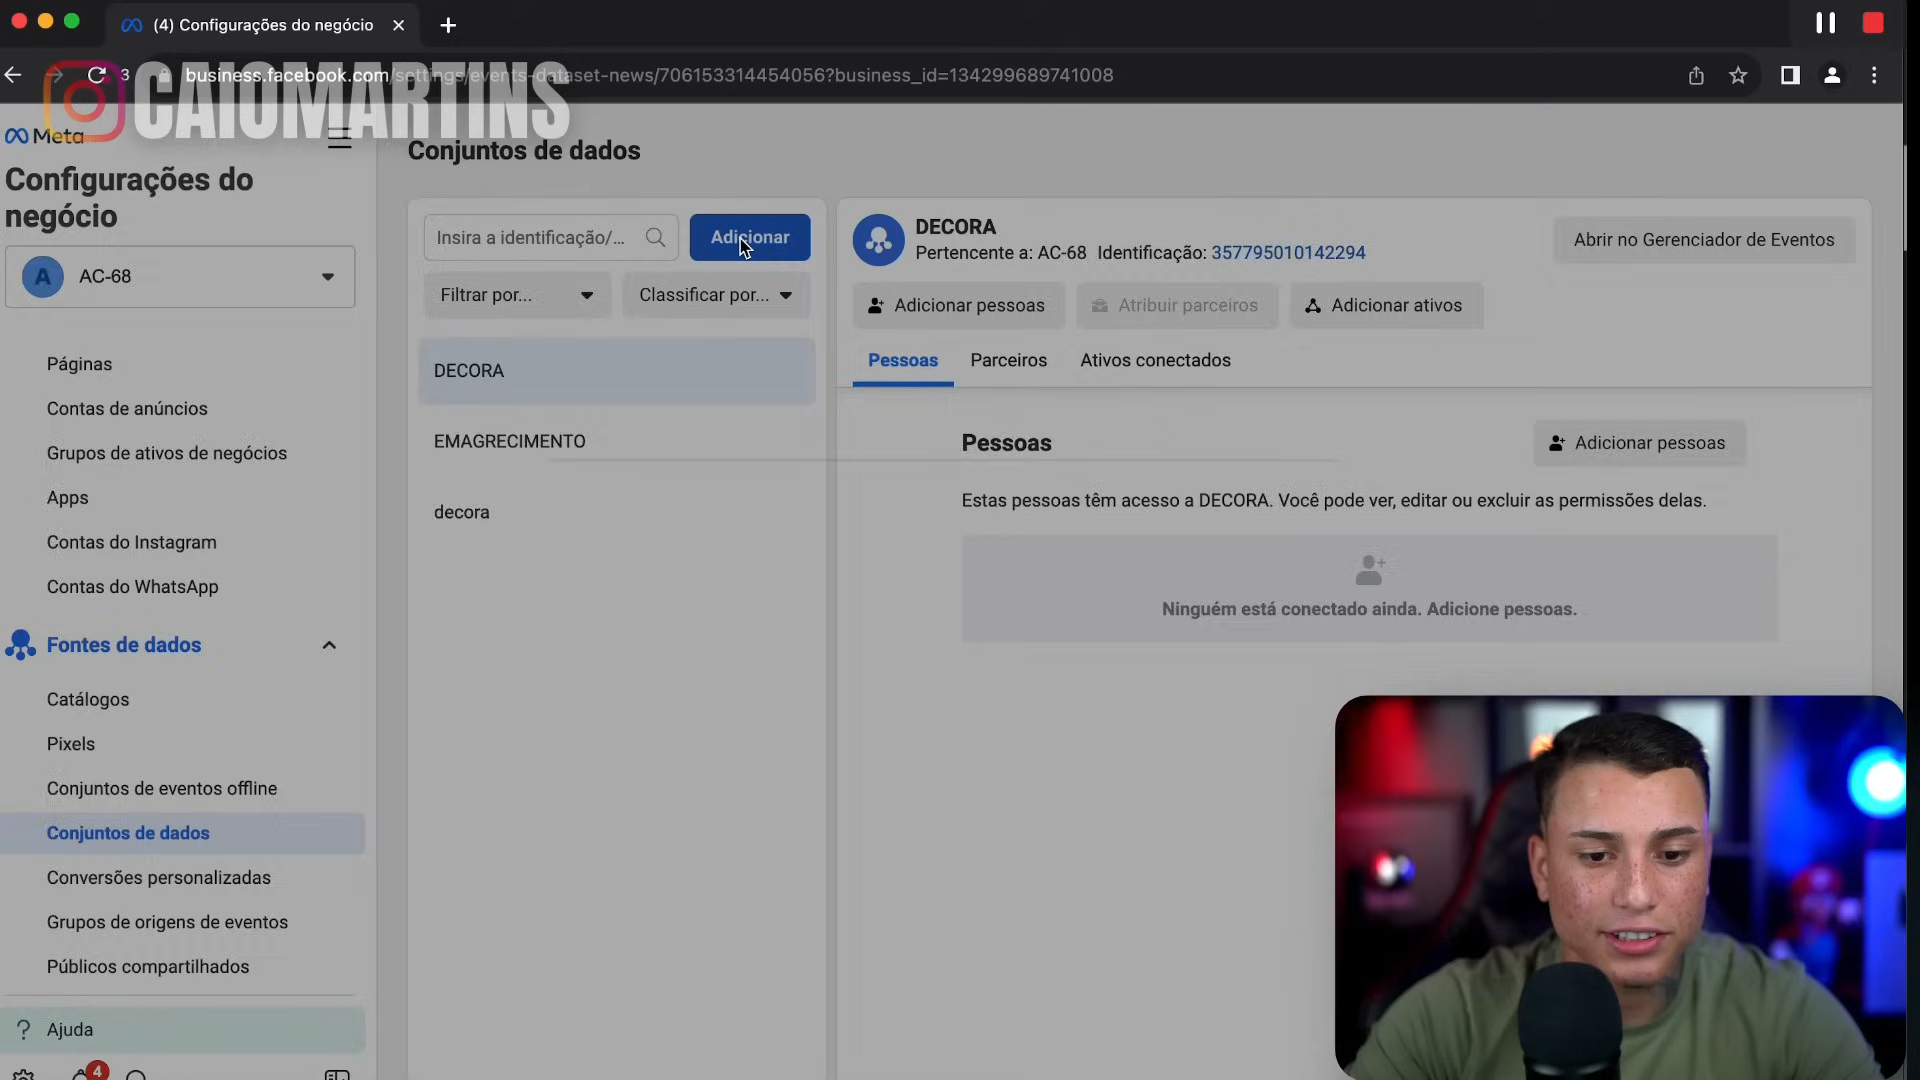 (4) Configurações do negócio
3
business.facebook.com/settings/events-dataset-news/706153314454056?business_id=134299689741008
CAIOMARTINS
Meta
Configurações do
negócio
A
AC-68
Páginas
Contas de anúncios
Grupos de ativos de negócios
Apps
Contas do Instagram
Contas do WhatsApp
Fontes de dados
Catálogos
Pixels
Conjuntos de eventos offline
Conjuntos de dados
Conversões personalizadas
Grupos de origens de eventos
Públicos compartilhados
? Ajuda
4
Conjuntos de dados
Insira a identificação/...
Adicionar
Filtrar por...
Classificar por...
DECORA
EMAGRECIMENTO
decora
DECORA
Pertencente a: AC-68 Identificação: 357795010142294
Abrir no Gerenciador de Eventos
Adicionar pessoas
Atribuir parceiros
Adicionar ativos
Pessoas
Parceiros
Ativos conectados
Pessoas
Adicionar pessoas
Estas pessoas têm acesso a DECORA. Você pode ver, editar ou excluir as permissões delas.
Ninguém está conectado ainda. Adicione pessoas.